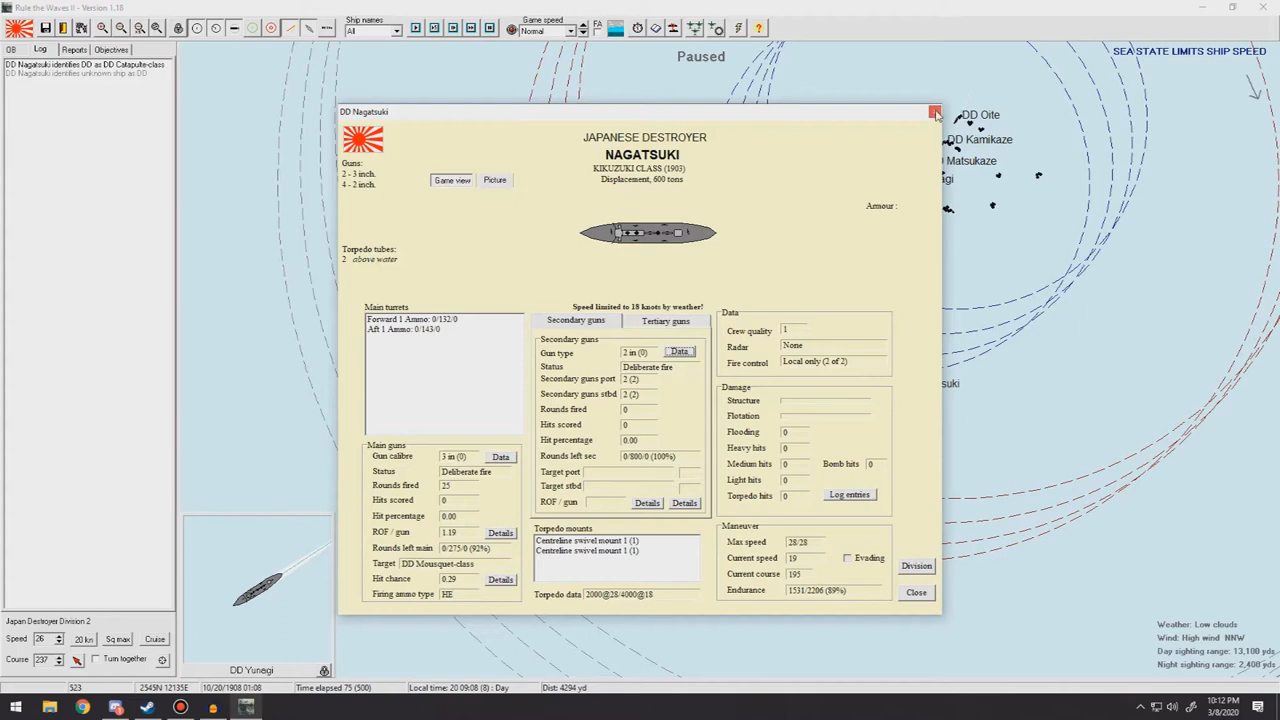 Rule the Waves II - Version 1.18
Ship names
All
Game speed
Normal
FA
OB Log Reports Objectives
DD Nagatsuki identifies DD as DD Catapulte-class
DD Nagatsuki identifies unknown ship as DD
Paused
SEA STATE LIMITS SHIP SPEED
DD Oite
DD Kamikaze
Matsukaze
DD Nagatsuki
JAPANESE DESTROYER
NAGATSUKI
KIKUZUKI CLASS (1903)
Displacement, 600 tons
Guns:
2 - 3 inch.
4 - 2 inch.
Game view Picture
Armour :
Torpedo tubes:
2 above water
Speed limited to 18 knots by weather!
Main turrets
Forward 1 Ammo: 0/132/0
Aft 1 Ammo: 0/143/0
Main guns
Gun calibre 3 in (0) Data
Status Deliberate fire
Rounds fired 25
Hits scored 0
Hit percentage 0.00
ROF / gun 1.19 Details
Rounds left main 0/275/0 (92%)
Target DD Mousquet-class
Hit chance 0.29 Details
Firing ammo type HE
Secondary guns Tertiary guns
Secondary guns
Gun type 2 in (0) Data
Status Deliberate fire
Secondary guns port 2 (2)
Secondary guns stbd 2 (2)
Rounds fired 0
Hits scored 0
Hit percentage 0.00
Rounds left sec 0/800/0 (100%)
Target port
Target stbd
ROF / gun Details Details
Torpedo mounts
Centreline swivel mount 1 (1)
Centreline swivel mount 1 (1)
Torpedo data 2000@28/4000@18
Data
Crew quality 1
Radar None
Fire control Local only (2 of 2)
Damage
Structure
Flotation
Flooding 0
Heavy hits 0
Medium hits 0 Bomb hits 0
Light hits 0
Torpedo hits 0 Log entries
Maneuver
Max speed 28/28
Current speed 19 Evading
Current course 195
Endurance 1531/2206 (89%)
Division
Close
Japan Destroyer Division 2
Speed 26 20 kn Sq max Cruise
Course 237 Turn together
DD Yunagi
Weather: Low clouds
Wind: High wind NNW
Day sighting range: 13,100 yds.
Night sighting range: 2,400 yds.
523 2545N 12135E 10/20/1908 01:08 Time elapsed 75 (500) Local time: 20 09:08 (8) : Day Dist: 4294 yd
10:12 PM
3/8/2020